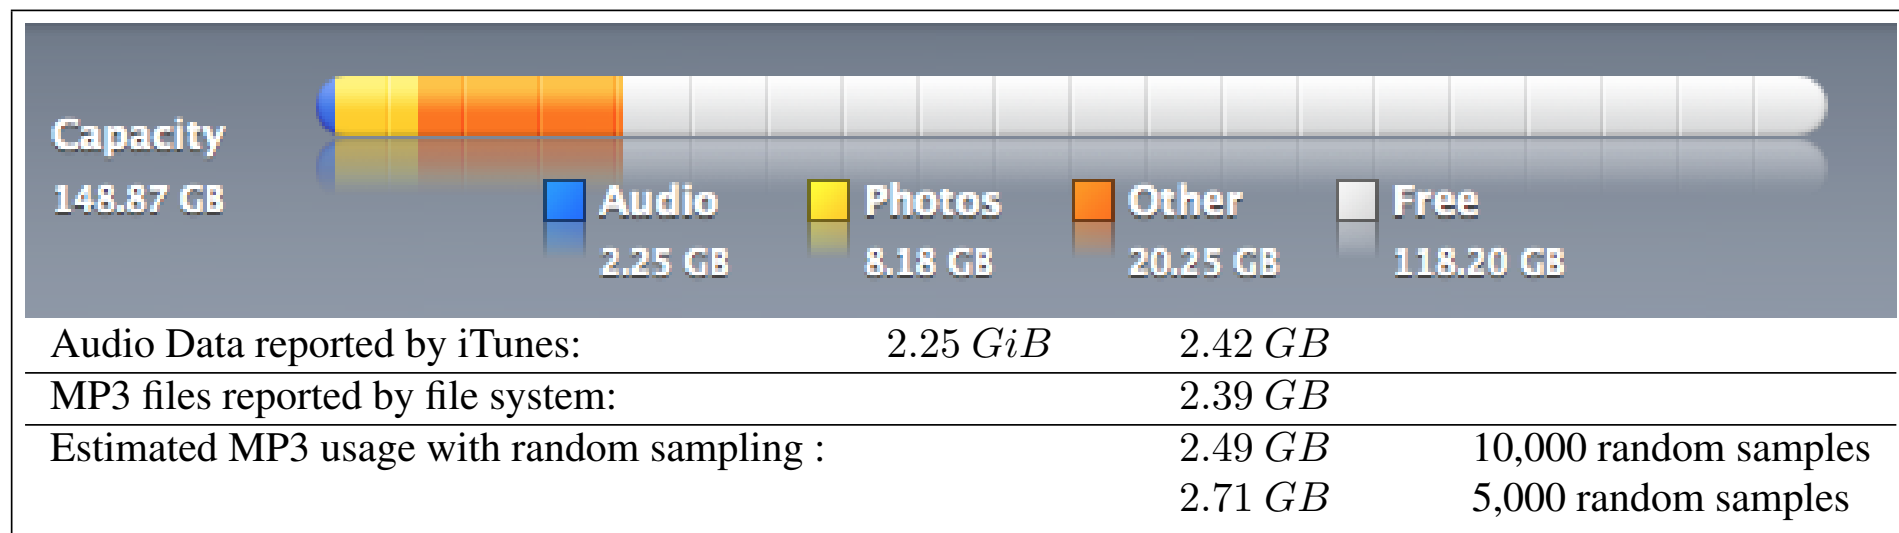 Capacity
148.87 GB
Audio Photos Other Free
2.25 GB 8.18 GB 20.25 GB 118.20 GB
Audio Data reported by iTunes: 2.25 GiB 2.42 GB
MP3 files reported by file system: 2.39 GB
Estimated MP3 usage with random sampling : 2.49 GB 10,000 random samples
2.71 GB 5,000 random samples